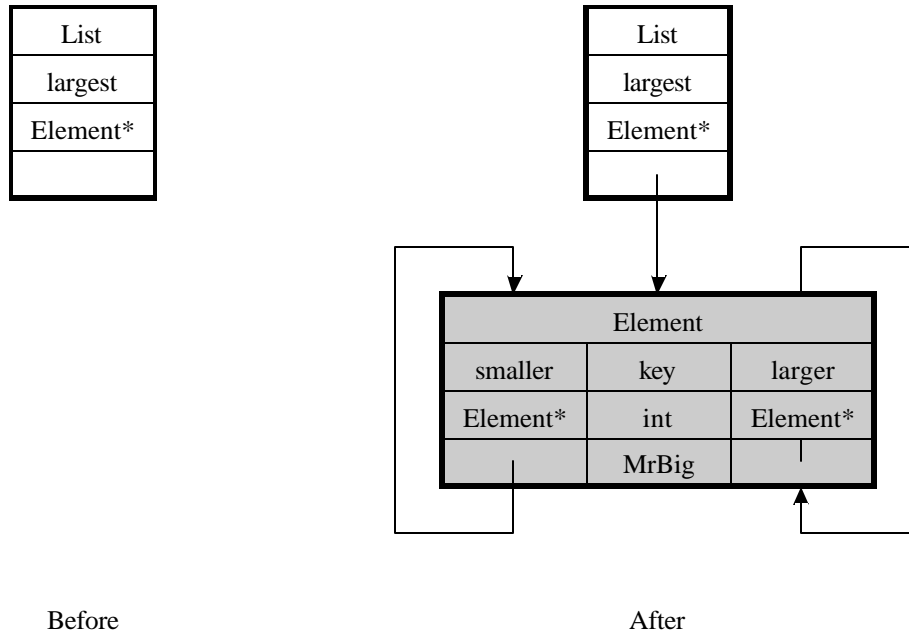 List
largest
Element*
List
largest
Element*
Element
smaller key larger
Element* int Element*
MrBig
Before After